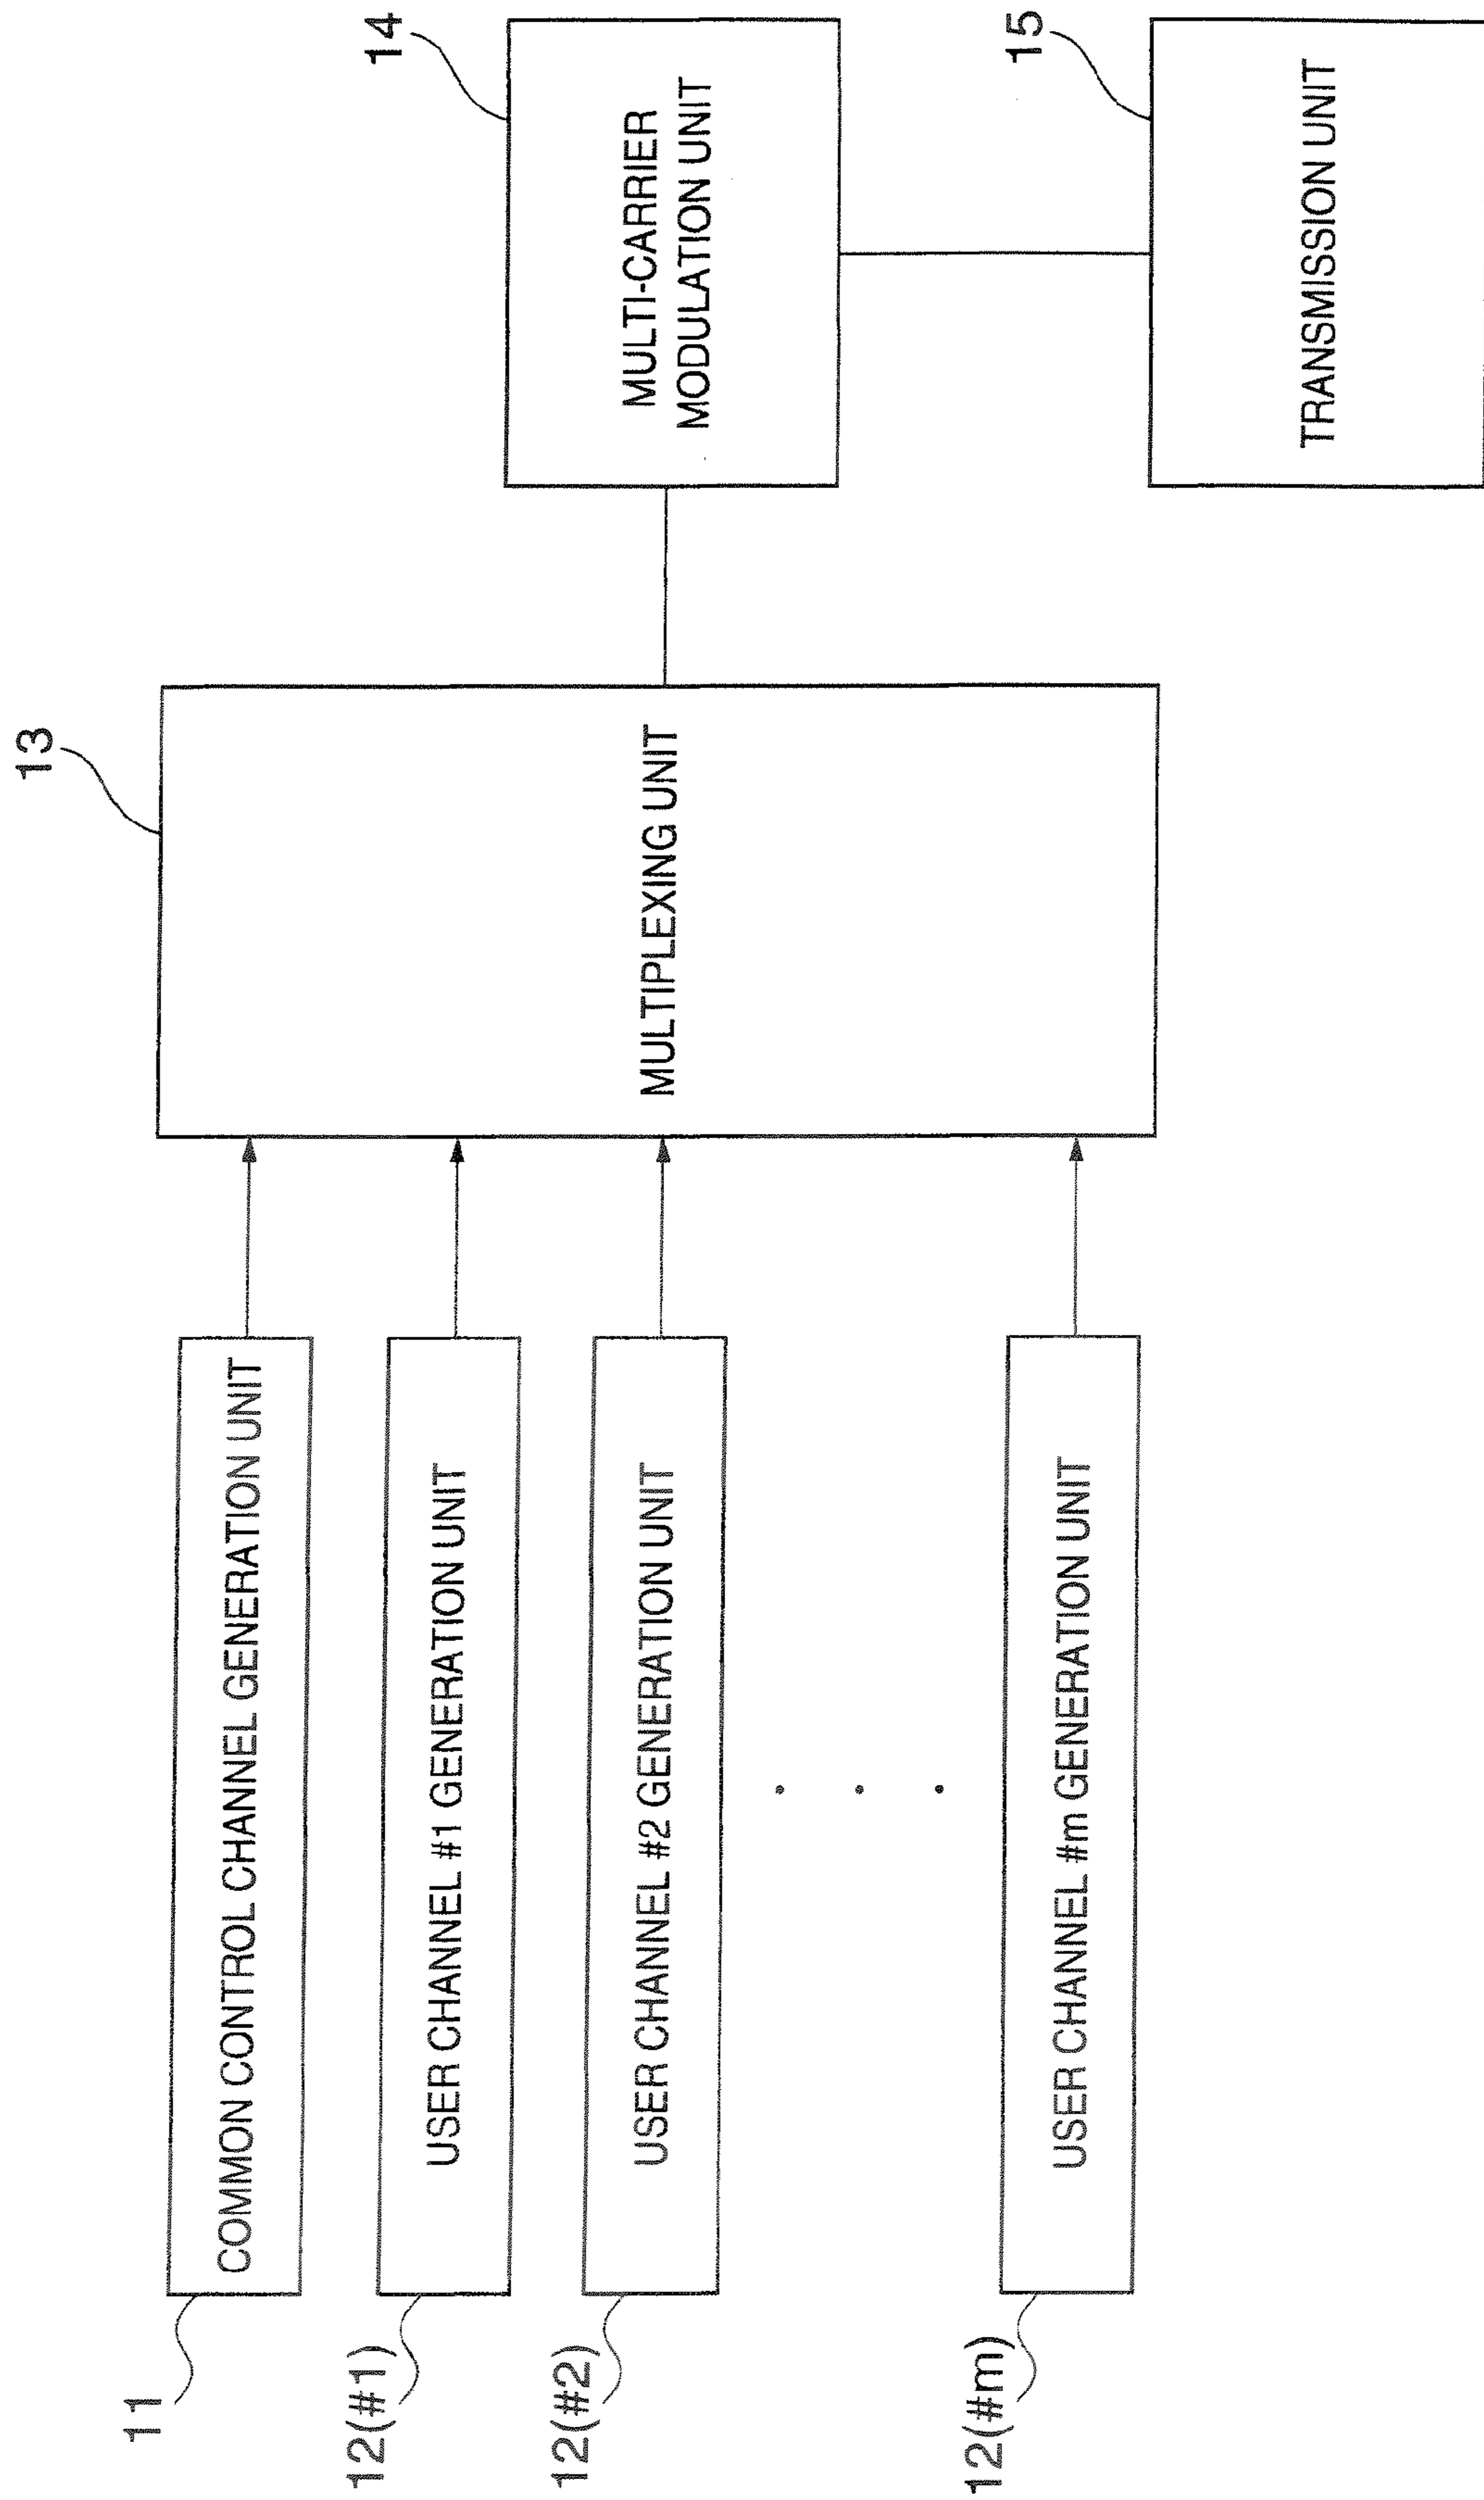 11
COMMON CONTROL CHANNEL GENERATION UNIT
12(#1)
USER CHANNEL #1 GENERATION UNIT
12(#2)
USER CHANNEL #2 GENERATION UNIT
12(#m)
USER CHANNEL #m GENERATION UNIT
13
MULTIPLEXING UNIT
14
MULTI-CARRIER
MODULATION UNIT
15
TRANSMISSION UNIT